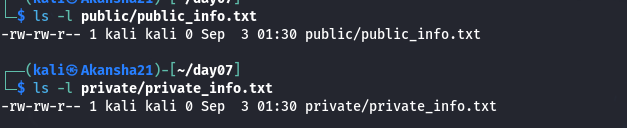 (kali㉿Akansha21)-[~/day07]
└─$ ls -l public/public_info.txt
-rw-rw-r-- 1 kali kali 0 Sep  3 01:30 public/public_info.txt
┌──(kali㉿Akansha21)-[~/day07]
└─$ ls -l private/private_info.txt
-rw-rw-r-- 1 kali kali 0 Sep  3 01:30 private/private_info.txt